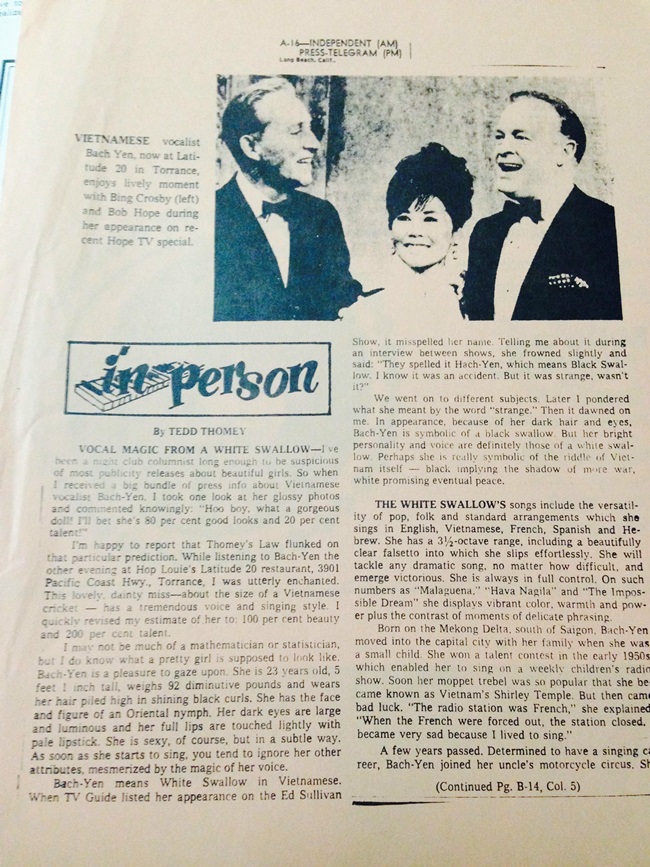 A-16—INDEPENDENT (AM)
PRESS-TELEGRAM (PM)
Long Beach, Calif.
VIETNAMESE vocalist
Bach Yen, now at Lati-
tude 20 in Torrance,
enjoys lively moment
with Bing Crosby (left)
and Bob Hope during
her appearance on re-
cent Hope TV special.
in person
By TEDD THOMEY
VOCAL MAGIC FROM A WHITE SWALLOW—I've
been a night club columnist long enough to be suspicious
of most publicity releases about beautiful girls. So when
I received a big bundle of press info about Vietnamese
vocalist Bach-Yen, I took one look at her glossy photos
and commented knowingly: "Hoo boy, what a gorgeous
doll! I'll bet she's 80 per cent good looks and 20 per cent
talent!"
I'm happy to report that Thomey's Law flunked on
that particular prediction. While listening to Bach-Yen the
other evening at Hop Louie's Latitude 20 restaurant, 3901
Pacific Coast Hwy., Torrance, I was utterly enchanted.
This lovely, dainty miss—about the size of a Vietnamese
cricket — has a tremendous voice and singing style. I
quickly revised my estimate of her to: 100 per cent beauty
and 200 per cent talent.
I may not be much of a mathematician or statistician,
but I do know what a pretty girl is supposed to look like.
Bach-Yen is a pleasure to gaze upon. She is 23 years old, 5
feet 1 inch tall, weighs 92 diminutive pounds and wears
her hair piled high in shining black curls. She has the face
and figure of an Oriental nymph. Her dark eyes are large
and luminous and her full lips are touched lightly with
pale lipstick. She is sexy, of course, but in a subtle way.
As soon as she starts to sing, you tend to ignore her other
attributes, mesmerized by the magic of her voice.
Bach-Yen means White Swallow in Vietnamese.
When TV Guide listed her appearance on the Ed Sullivan
Show, it misspelled her name. Telling me about it during
an interview between shows, she frowned slightly and
said: "They spelled it Hach-Yen, which means Black Swal-
low. I know it was an accident. But it was strange, wasn't
it?"
We went on to different subjects. Later I pondered
what she meant by the word "strange." Then it dawned on
me. In appearance, because of her dark hair and eyes,
Bach-Yen is symbolic of a black swallow. But her bright
personality and voice are definitely those of a white swal-
low. Perhaps she is really symbolic of the riddle of Viet-
nam itself — black implying the shadow of more war,
white promising eventual peace.
THE WHITE SWALLOW'S songs include the versatil-
ity of pop, folk and standard arrangements which she
sings in English, Vietnamese, French, Spanish and He-
brew. She has a 3½-octave range, including a beautifully
clear falsetto into which she slips effortlessly. She will
tackle any dramatic song, no matter how difficult, and
emerge victorious. She is always in full control. On such
numbers as "Malaguena," "Hava Nagila" and "The Impos-
sible Dream" she displays vibrant color, warmth and pow-
er plus the contrast of moments of delicate phrasing.
Born on the Mekong Delta, south of Saigon, Bach-Yen
moved into the capital city with her family when she was
a small child. She won a talent contest in the early 1950s
which enabled her to sing on a weekly children's radio
show. Soon her moppet trebel was so popular that she be
came known as Vietnam's Shirley Temple. But then came
bad luck. "The radio station was French," she explained
"When the French were forced out, the station closed.
became very sad because I lived to sing."
A few years passed. Determined to have a singing ca
reer, Bach-Yen joined her uncle's motorcycle circus. Sh
(Continued Pg. B-14, Col. 5)